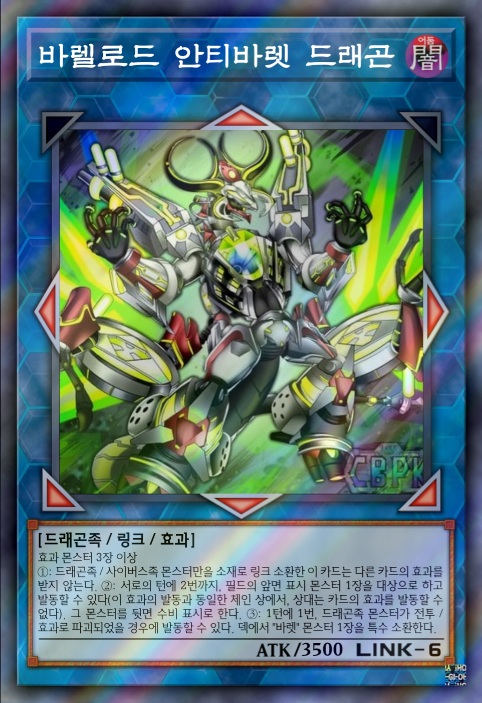 바렐로드 안티바렛 드래곤
어둠
闇
CBPK
[드래곤족 / 링크 / 효과]
효과 몬스터 3장 이상
①: 드래곤족 / 사이버스족 몬스터만을 소재로 링크 소환한 이 카드는 다른 카드의 효과를
받지 않는다. ②: 서로의 턴에 2번까지, 필드의 앞면 표시 몬스터 1장을 대상으로 하고
발동할 수 있다(이 효과의 발동과 동일한 체인 상에서, 상대는 카드의 효과를 발동할 수
없다). 그 몬스터를 뒷면 수비 표시로 한다. ③: 1턴에 1번, 드래곤족 몬스터가 전투 /
효과로 파괴되었을 경우에 발동할 수 있다. 덱에서 "바렛" 몬스터 1장을 특수 소환한다.
ATK/3500 LINK-6